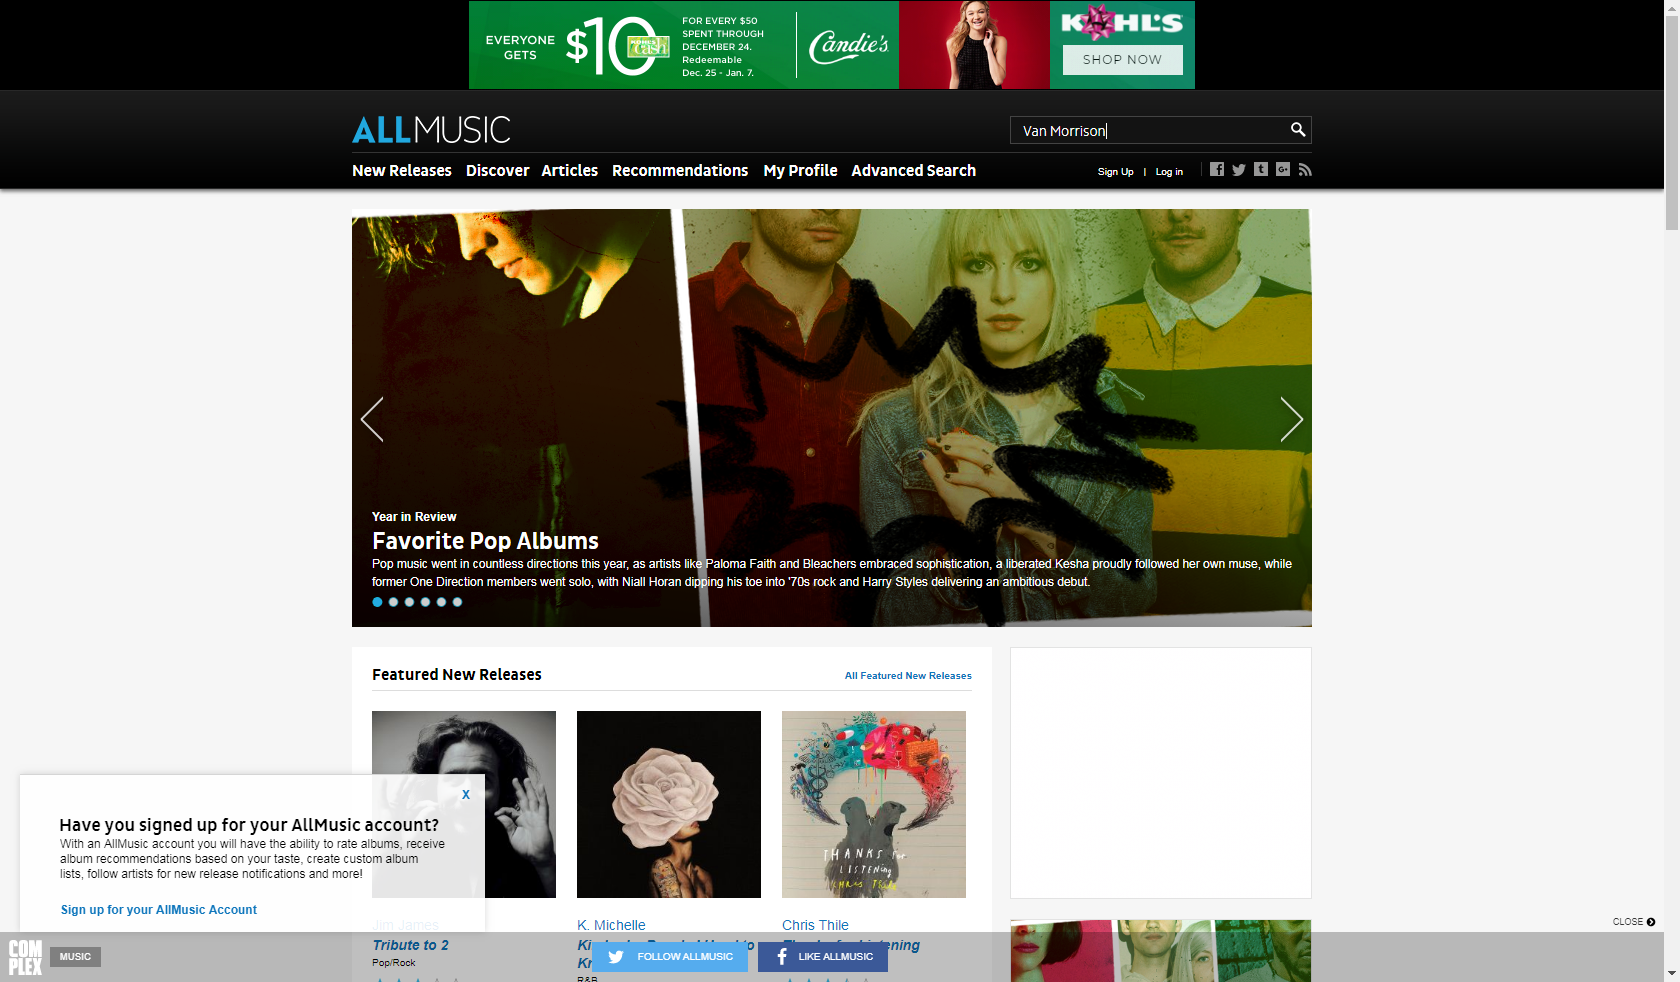 EVERYONE
GETS
$10
KOHL'S
cash
FOR EVERY $50
SPENT THROUGH
DECEMBER 24.
Redeemable
Dec. 25 - Jan. 7.
Candie's
KOHL'S
SHOP NOW
ALLMUSIC
Van Morrison
New Releases Discover Articles Recommendations My Profile Advanced Search
Sign Up | Log in
Year in Review
Favorite Pop Albums
Pop music went in countless directions this year, as artists like Paloma Faith and Bleachers embraced sophistication, a liberated Kesha proudly followed her own muse, while
former One Direction members went solo, with Niall Horan dipping his toe into '70s rock and Harry Styles delivering an ambitious debut.
Featured New Releases
All Featured New Releases
THANKS for
LISTENING
CHRIS THILE
X
Have you signed up for your AllMusic account?
With an AllMusic account you will have the ability to rate albums, receive
album recommendations based on your taste, create custom album
lists, follow artists for new release notifications and more!
Sign up for your AllMusic Account
Jim James
Tribute to 2
Pop/Rock
K. Michelle
R&B
Chris Thile
Thanks for Listening
CLOSE
COMPLEX
MUSIC
FOLLOW ALLMUSIC
LIKE ALLMUSIC